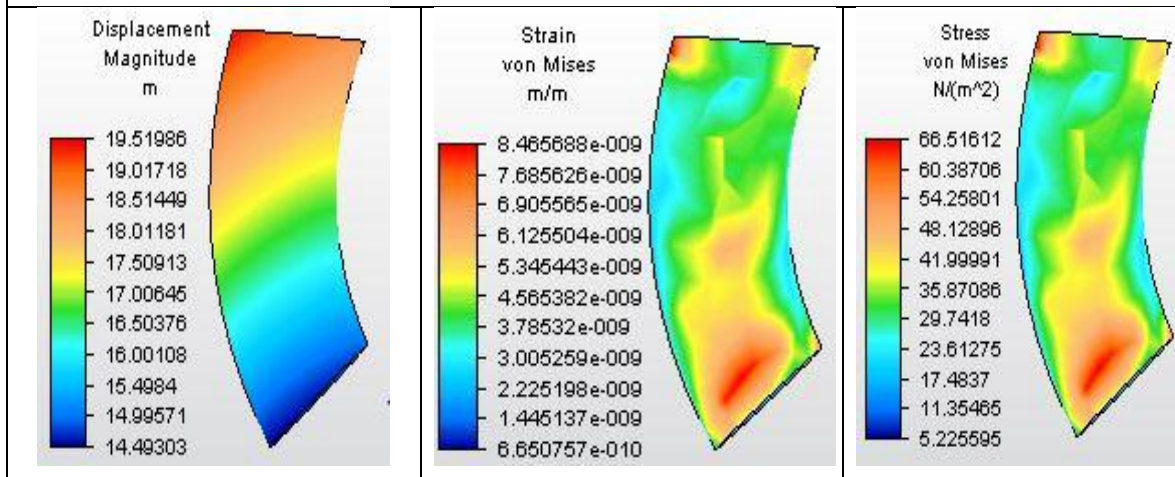 Displacement
Magnitude
m
19.51986
19.01718
18.51449
18.01181
17.50913
17.00645
16.50376
16.00108
15.4984
14.99571
14.49303
Strain
von Mises
m/m
8.465688e-009
7.685626e-009
6.905565e-009
6.125504e-009
5.345443e-009
4.565382e-009
3.78532e-009
3.005259e-009
2.225198e-009
1.445137e-009
6.650757e-010
Stress
von Mises
N/(m^2)
66.51612
60.38706
54.25801
48.12896
41.99991
35.87086
29.7418
23.61275
17.4837
11.35465
5.225595